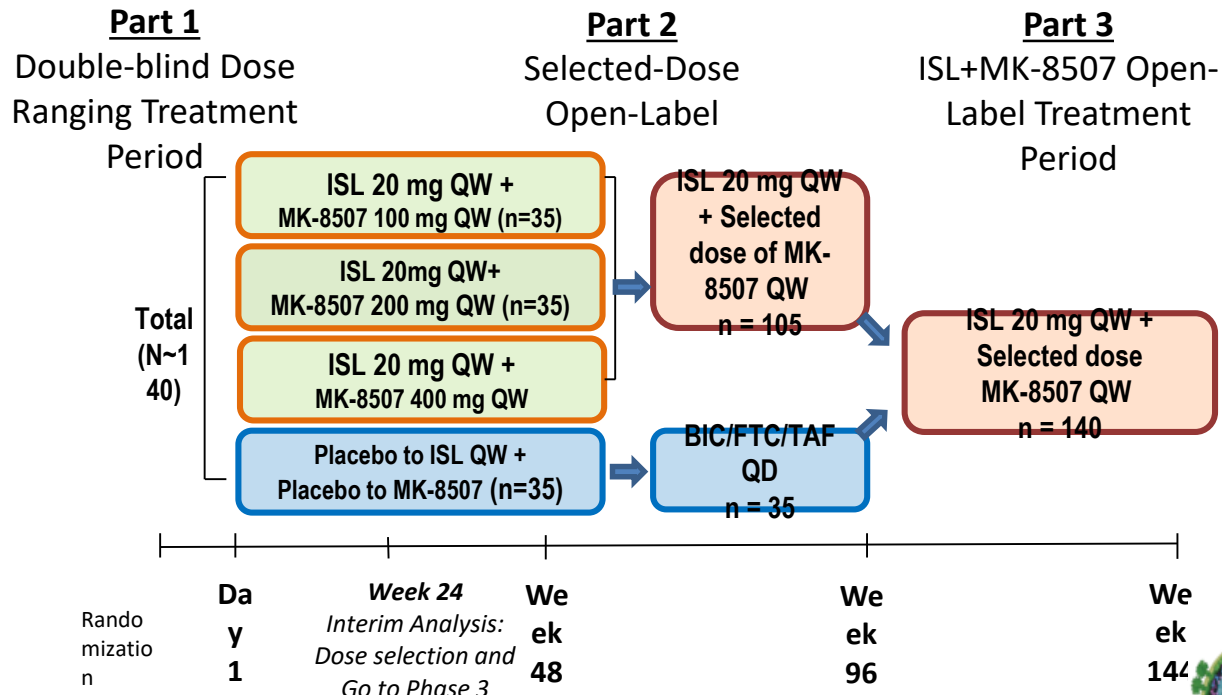 Part 1
Double-blind Dose
Ranging Treatment
Period
Part 2
Selected-Dose
Open-Label
Part 3
ISL+MK-8507 Open-
Label Treatment
Period
Total
(N~1
40)
ISL 20 mg QW +
MK-8507 100 mg QW (n=35)
ISL 20mg QW+
MK-8507 200 mg QW (n=35)
ISL 20 mg QW +
MK-8507 400 mg QW
Placebo to ISL QW +
Placebo to MK-8507 (n=35)
ISL 20 mg QW
+ Selected
dose of MK-
8507 QW
n = 105
BIC/FTC/TAF
QD
n = 35
ISL 20 mg QW +
Selected dose
MK-8507 QW
n = 140
Rando
mizatio
n
Da
y
1
Week 24
Interim Analysis:
Dose selection and
Go to Phase 3
We
ek
48
We
ek
96
We
ek
144